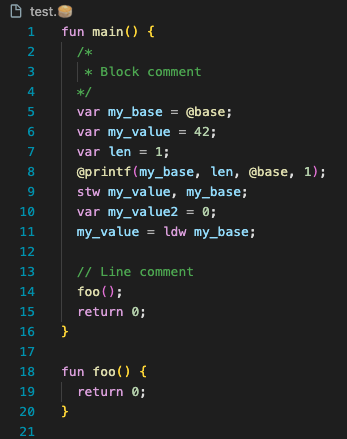 test.🥞
1 fun main() {
2 /*
3 * Block comment
4 */
5 var my_base = @base;
6 var my_value = 42;
7 var len = 1;
8 @printf(my_base, len, @base, 1);
9 stw my_value, my_base;
10 var my_value2 = 0;
11 my_value = ldw my_base;
12
13 // Line comment
14 foo();
15 return 0;
16 }
17
18 fun foo() {
19 return 0;
20 }
21